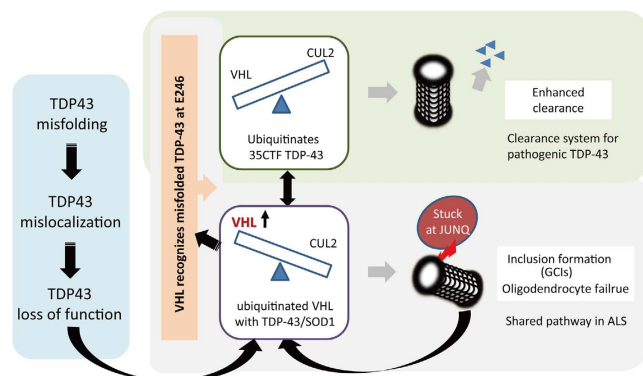 TDP43
misfolding
TDP43
mislocalization
TDP43
loss of function
VHL recognizes misfolded TDP-43 at E246
CUL2
VHL
Ubiquitinates
35CTF TDP-43
Enhanced
clearance
Clearance system for
pathogenic TDP-43
VHL
CUL2
ubiquitinated VHL
with TDP-43/SOD1
Stuck
at JUNQ
Inclusion formation
(GCIs)
Oligodendrocyte failrue
Shared pathway in ALS